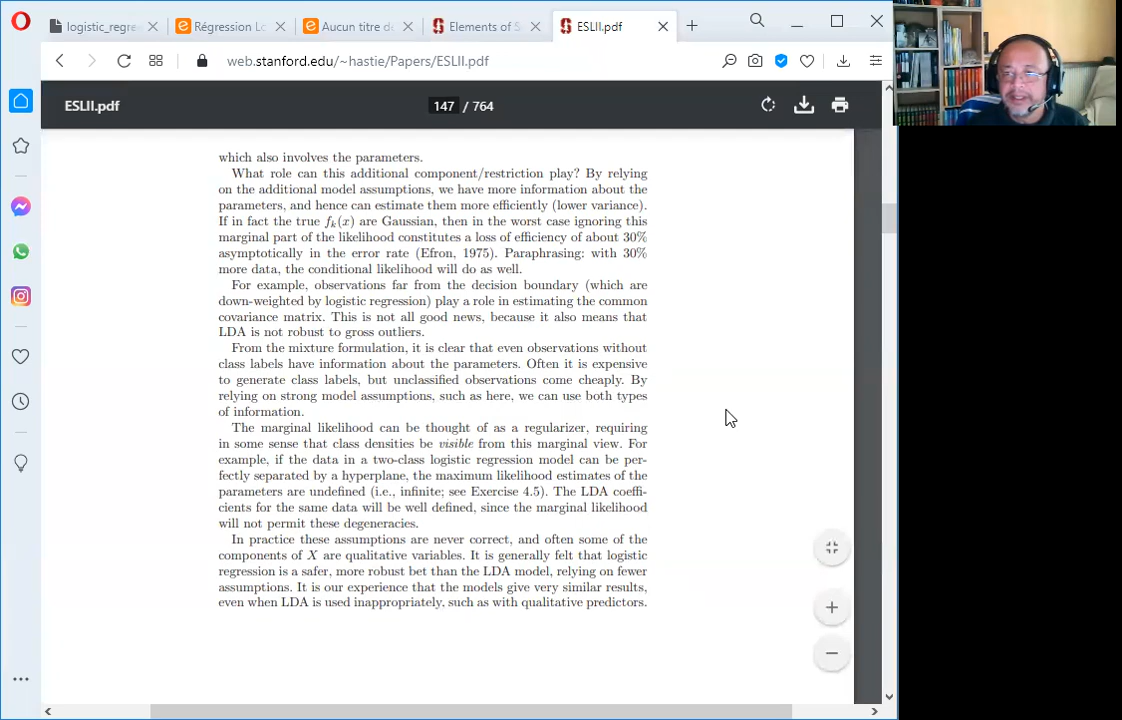 logistic_regre
Régression Lo
Aucun titre do
Elements of S
ESLII.pdf
web.stanford.edu/~hastie/Papers/ESLII.pdf
ESLII.pdf
147 / 764
which also involves the parameters.
What role can this additional component/restriction play? By relying
on the additional model assumptions, we have more information about the
parameters, and hence can estimate them more efficiently (lower variance).
If in fact the true fk(x) are Gaussian, then in the worst case ignoring this
marginal part of the likelihood constitutes a loss of efficiency of about 30%
asymptotically in the error rate (Efron, 1975). Paraphrasing: with 30%
more data, the conditional likelihood will do as well.
For example, observations far from the decision boundary (which are
down-weighted by logistic regression) play a role in estimating the common
covariance matrix. This is not all good news, because it also means that
LDA is not robust to gross outliers.
From the mixture formulation, it is clear that even observations without
class labels have information about the parameters. Often it is expensive
to generate class labels, but unclassified observations come cheaply. By
relying on strong model assumptions, such as here, we can use both types
of information.
The marginal likelihood can be thought of as a regularizer, requiring
in some sense that class densities be visible from this marginal view. For
example, if the data in a two-class logistic regression model can be per-
fectly separated by a hyperplane, the maximum likelihood estimates of the
parameters are undefined (i.e., infinite; see Exercise 4.5). The LDA coeffi-
cients for the same data will be well defined, since the marginal likelihood
will not permit these degeneracies.
In practice these assumptions are never correct, and often some of the
components of X are qualitative variables. It is generally felt that logistic
regression is a safer, more robust bet than the LDA model, relying on fewer
assumptions. It is our experience that the models give very similar results,
even when LDA is used inappropriately, such as with qualitative predictors.